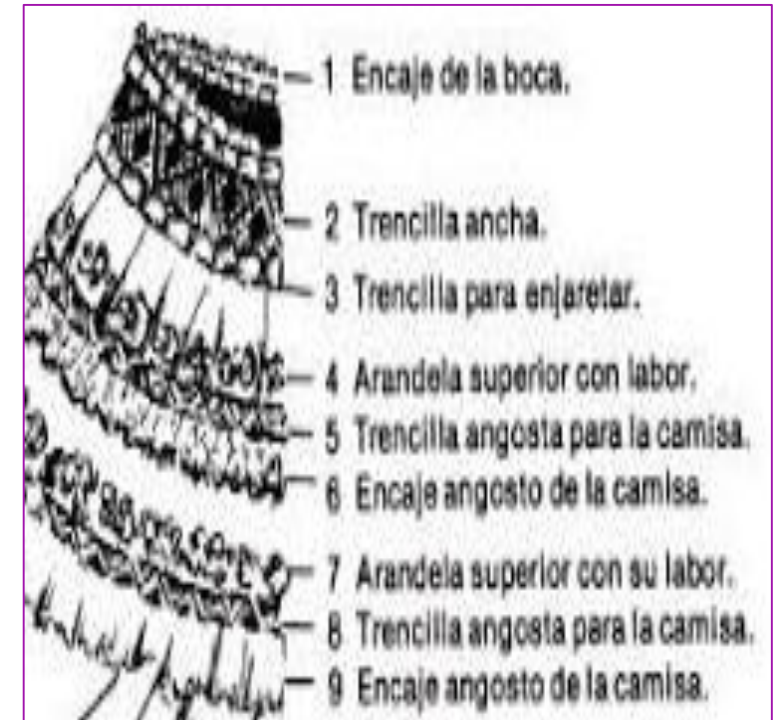 1 Encaje de la boca.
2 Trencilla ancha.
3 Trencilla para enjaretar.
4 Arandela superior con labor.
5 Trencilla angosta para la camisa.
6 Encaje angosto de la camisa.
7 Arandela superior con su labor.
8 Trencilla angosta para la camisa.
9 Encaje angosto de la camisa.